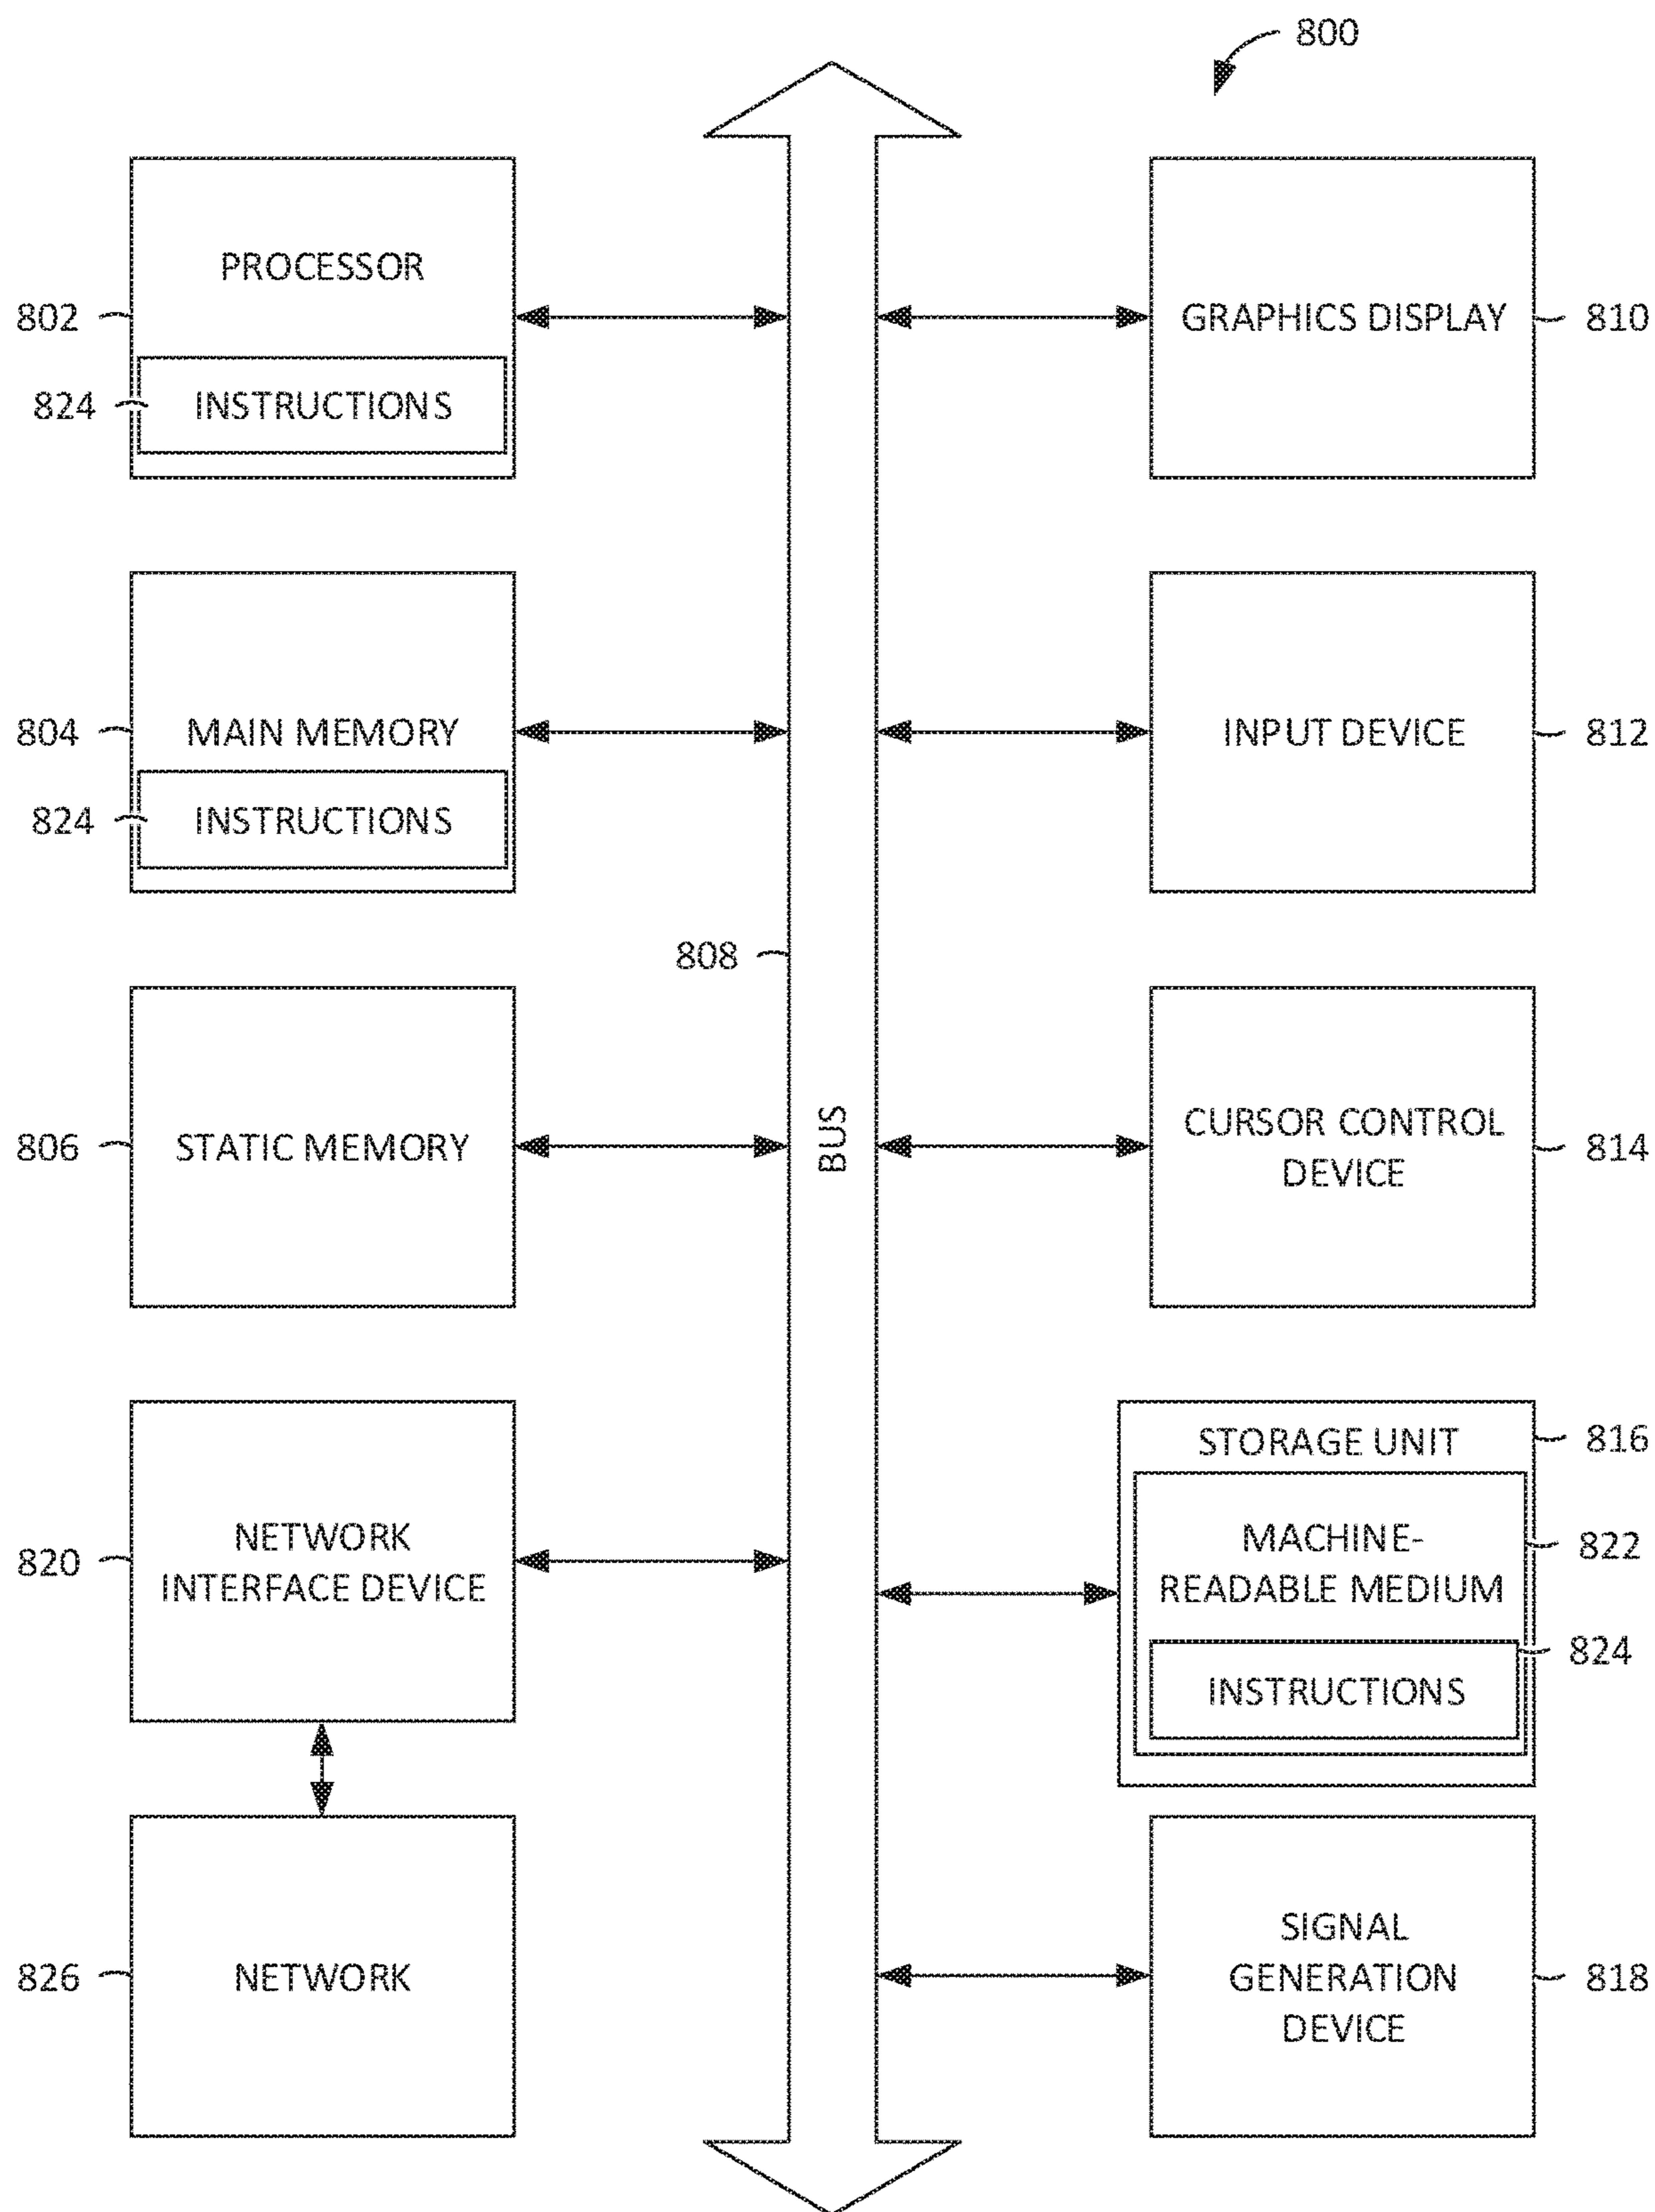 800
PROCESSOR
802
824
INSTRUCTIONS
GRAPHICS DISPLAY
810
804
MAIN MEMORY
824
INSTRUCTIONS
INPUT DEVICE
812
808
BUS
806
STATIC MEMORY
CURSOR CONTROL
DEVICE
814
820
NETWORK
INTERFACE DEVICE
STORAGE UNIT
816
MACHINE-
READABLE MEDIUM
822
824
INSTRUCTIONS
826
NETWORK
SIGNAL
GENERATION
DEVICE
818